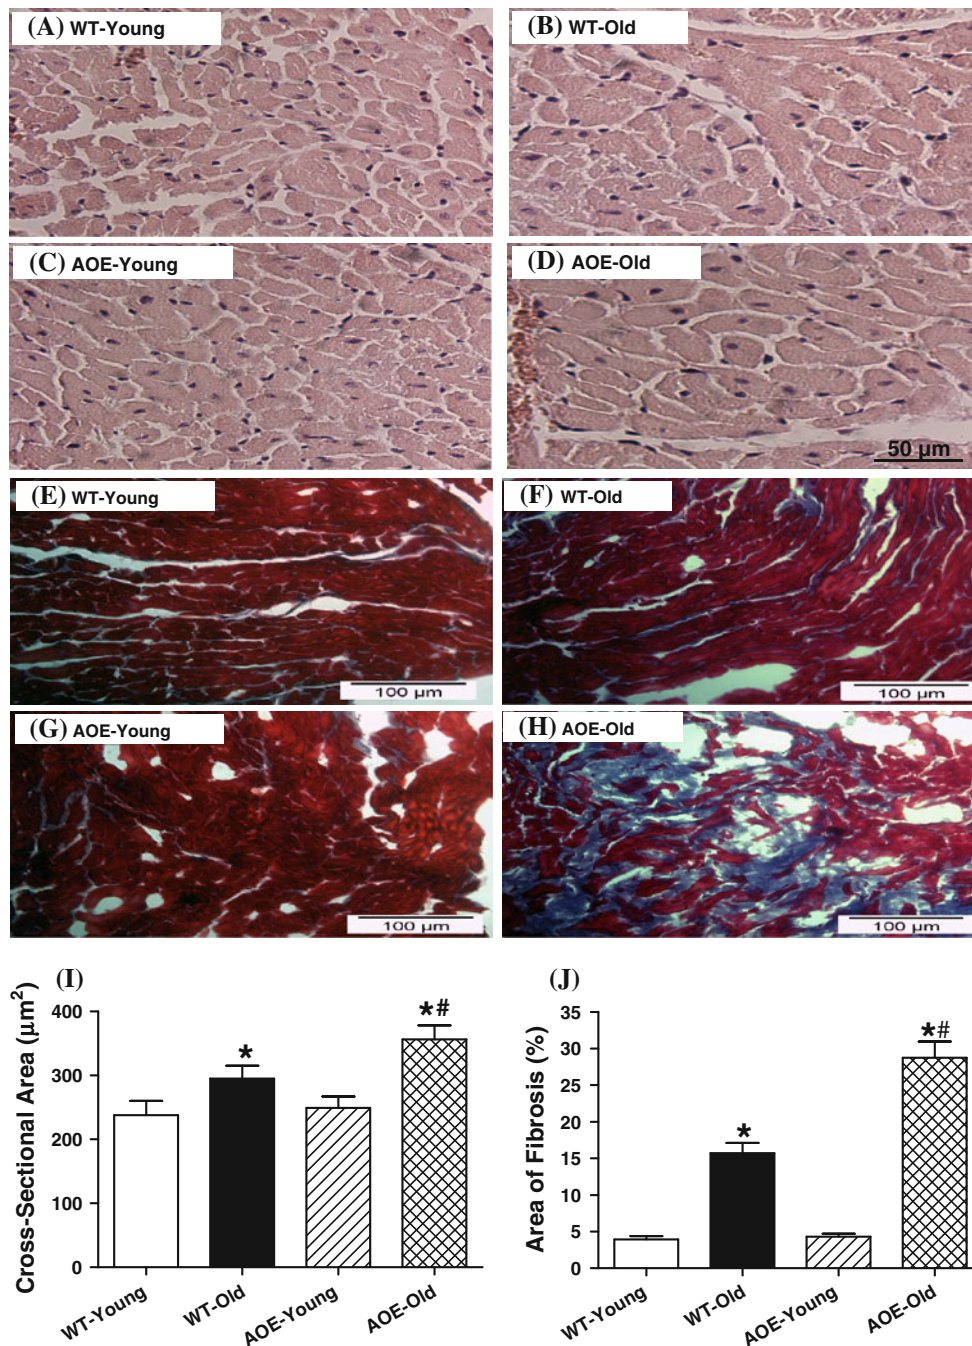 (A) WT-Young
(B) WT-Old
(C) AOE-Young
(D) AOE-Old
50 µm
(E) WT-Young
(F) WT-Old
100 µm
100 µm
(G) AOE-Young
(H) AOE-Old
100 µm
100 µm
(I)
Cross-Sectional Area (µm²)
400
300
200
100
0
*
*#
WT-Young
WT-Old
AOE-Young
AOE-Old
(J)
Area of Fibrosis (%)
35
30
25
20
15
10
5
0
*
*#
WT-Young
WT-Old
AOE-Young
AOE-Old